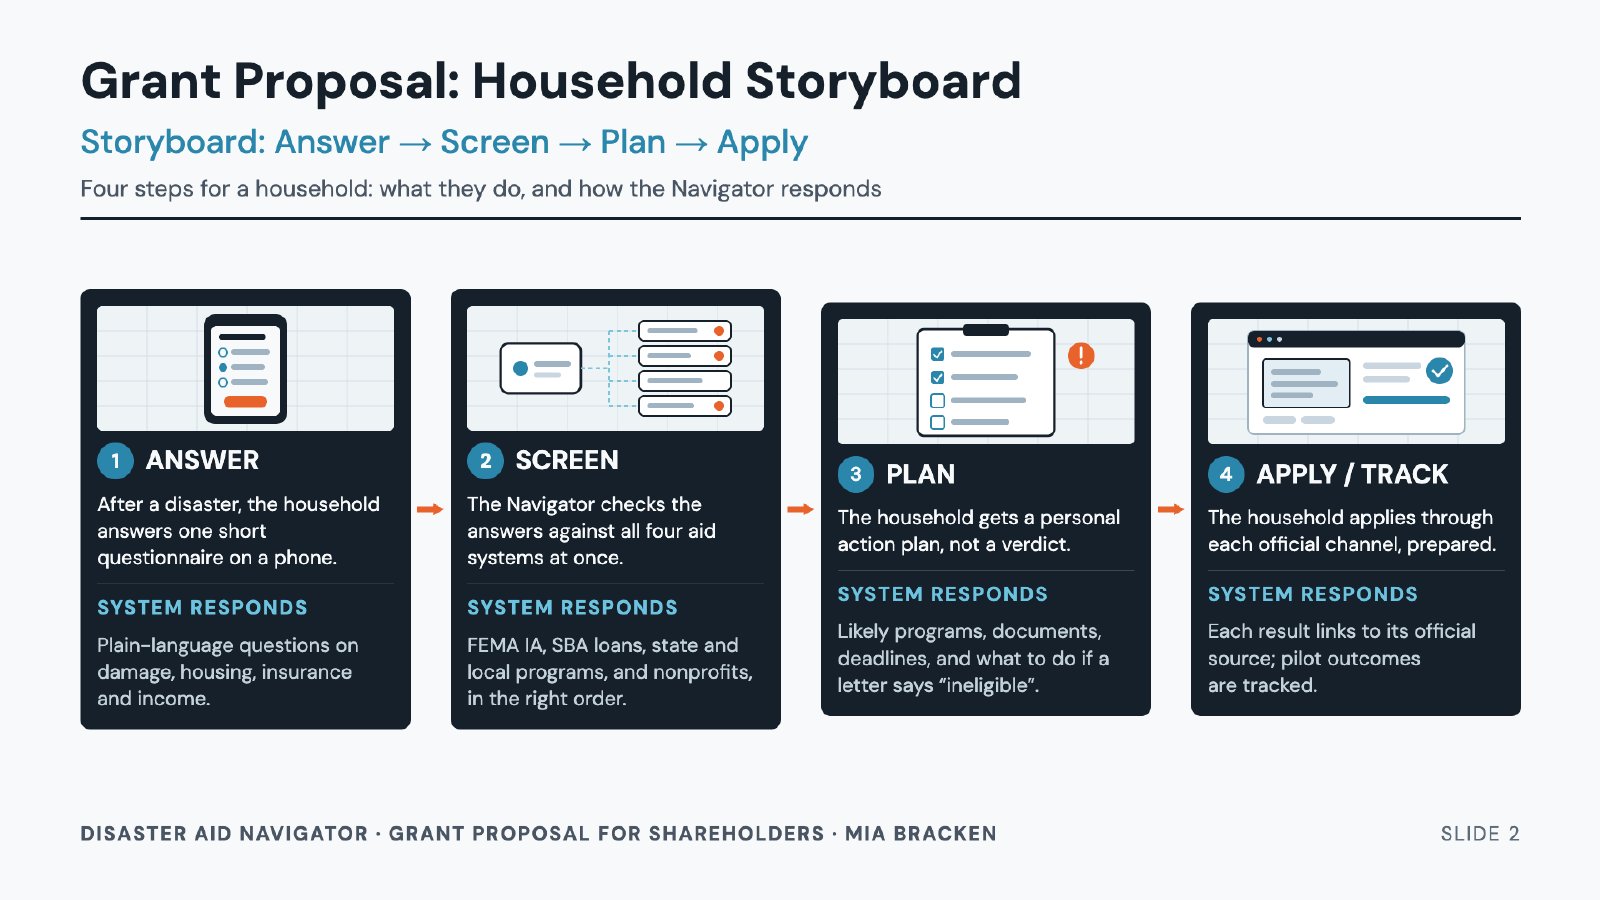 Grant Proposal: Household Storyboard
Storyboard: Answer → Screen → Plan → Apply
Four steps for a household: what they do, and how the Navigator responds
1 ANSWER
After a disaster, the household
answers one short
questionnaire on a phone.
SYSTEM RESPONDS
Plain-language questions on
damage, housing, insurance
and income.
2 SCREEN
The Navigator checks the
answers against all four aid
systems at once.
SYSTEM RESPONDS
FEMA IA, SBA loans, state and
local programs, and nonprofits,
in the right order.
!
3 PLAN
The household gets a personal
action plan, not a verdict.
SYSTEM RESPONDS
Likely programs, documents,
deadlines, and what to do if a
letter says “ineligible”.
4 APPLY / TRACK
The household applies through
each official channel, prepared.
SYSTEM RESPONDS
Each result links to its official
source; pilot outcomes
are tracked.
DISASTER AID NAVIGATOR · GRANT PROPOSAL FOR SHAREHOLDERS · MIA BRACKEN
SLIDE 2